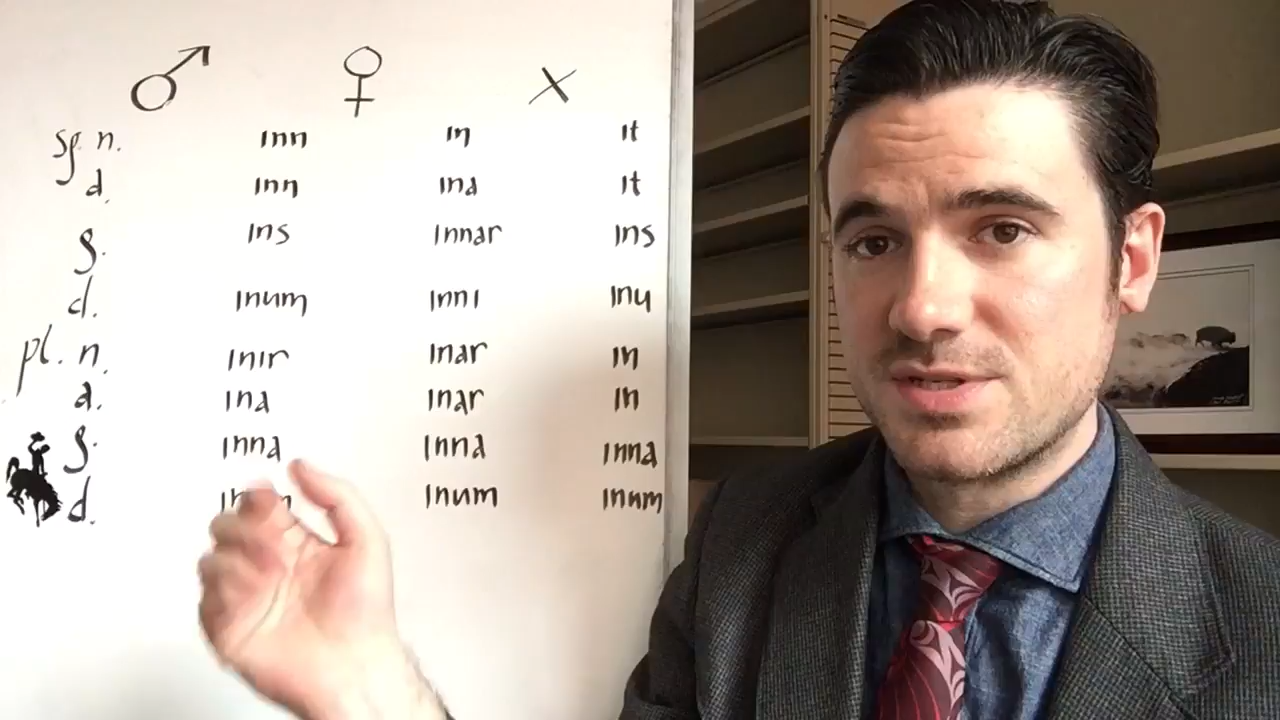 ♂ ♀ X
sg. n. inn in it
a. inn ina it
g. ins innar ins
d. inum inni inu
pl. n. inir inar in
a. ina inar in
g. inna inna inna
d. inum inum